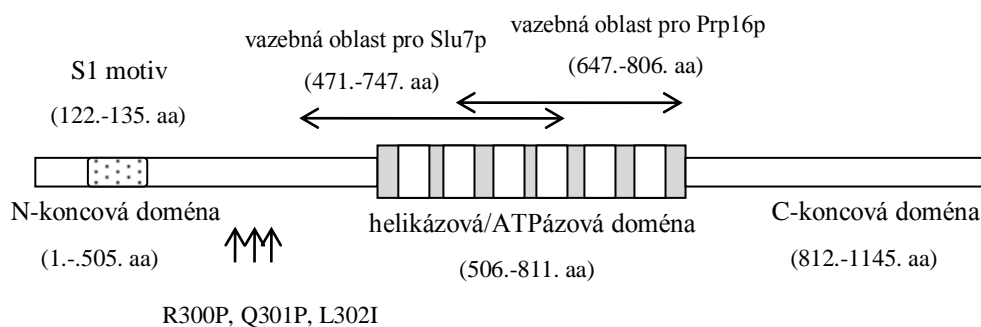 vazebná oblast pro Slu7p
(471.-747. aa)
vazebná oblast pro Prp16p
(647.-806. aa)
S1 motiv
(122.-135. aa)
N-koncová doména
(1.-.505. aa)
helikázová/ATPázová doména
(506.-811. aa)
C-koncová doména
(812.-1145. aa)
R300P, Q301P, L302I